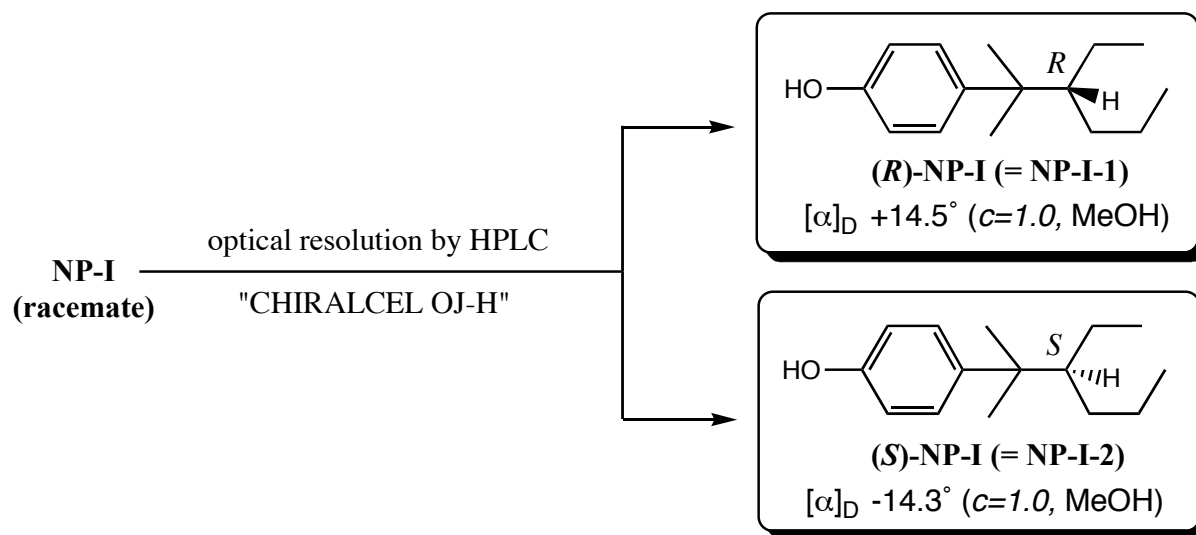 HO
R
H
(R)-NP-I (= NP-I-1)
[α]D +14.5° (c=1.0, MeOH)
optical resolution by HPLC
NP-I
(racemate)
"CHIRALCEL OJ-H"
HO
S
H
(S)-NP-I (= NP-I-2)
[α]D -14.3° (c=1.0, MeOH)